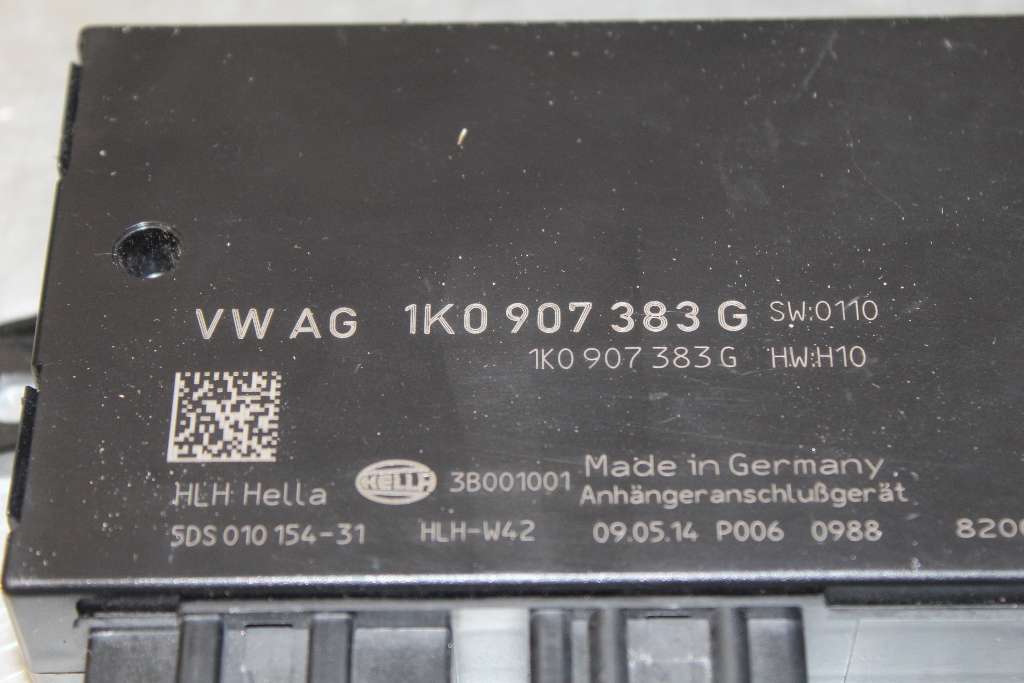 VW AG 1K0 907 383 G SW:0110
1K0 907 383 G HW:H10
HLH Hella HELLA 3B001001 Made in Germany
Anhängeranschlußgerät
5DS 010 154-31 HLH-W42 09.05.14 P006 0988